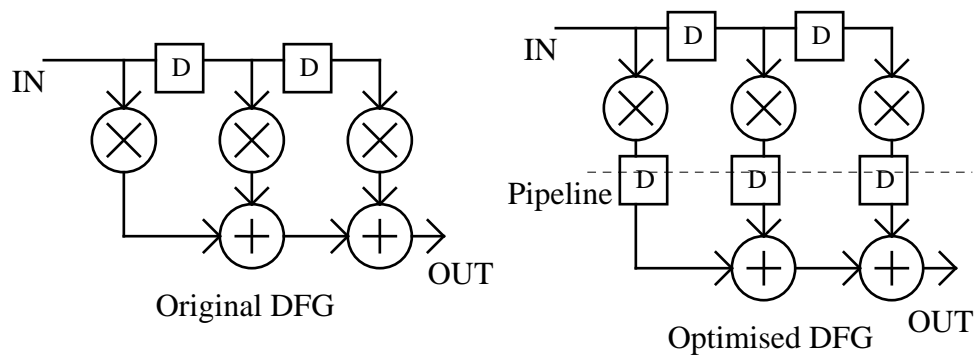 IN
D
D
OUT
Original DFG
IN
D
D
Pipeline
D
D
D
OUT
Optimised DFG